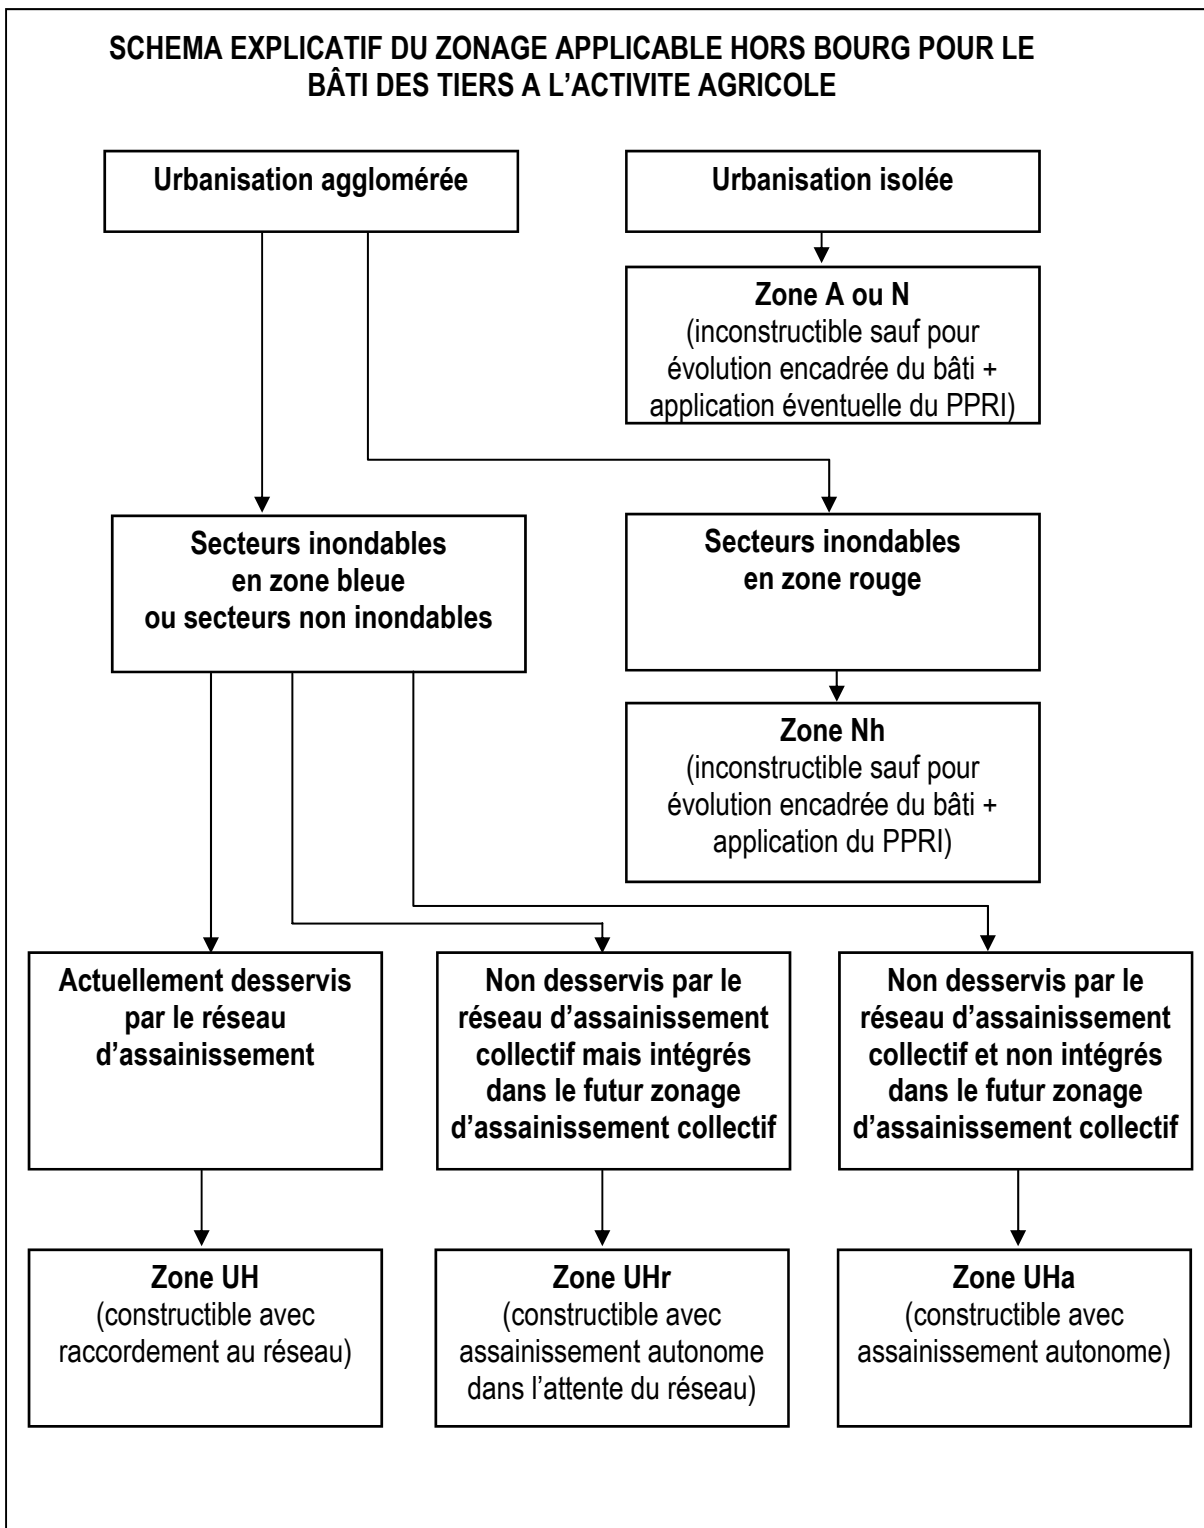 SCHEMA EXPLICATIF DU ZONAGE APPLICABLE HORS BOURG POUR LE
BÂTI DES TIERS A L’ACTIVITE AGRICOLE
Urbanisation agglomérée
Urbanisation isolée
Zone A ou N
(inconstructible sauf pour
évolution encadrée du bâti +
application éventuelle du PPRI)
Secteurs inondables
en zone bleue
ou secteurs non inondables
Secteurs inondables
en zone rouge
Zone Nh
(inconstructible sauf pour
évolution encadrée du bâti +
application du PPRI)
Actuellement desservis
par le réseau
d’assainissement
Non desservis par le
réseau d’assainissement
collectif mais intégrés
dans le futur zonage
d’assainissement collectif
Non desservis par le
réseau d’assainissement
collectif et non intégrés
dans le futur zonage
d’assainissement collectif
Zone UH
(constructible avec
raccordement au réseau)
Zone UHr
(constructible avec
assainissement autonome
dans l’attente du réseau)
Zone UHa
(constructible avec
assainissement autonome)